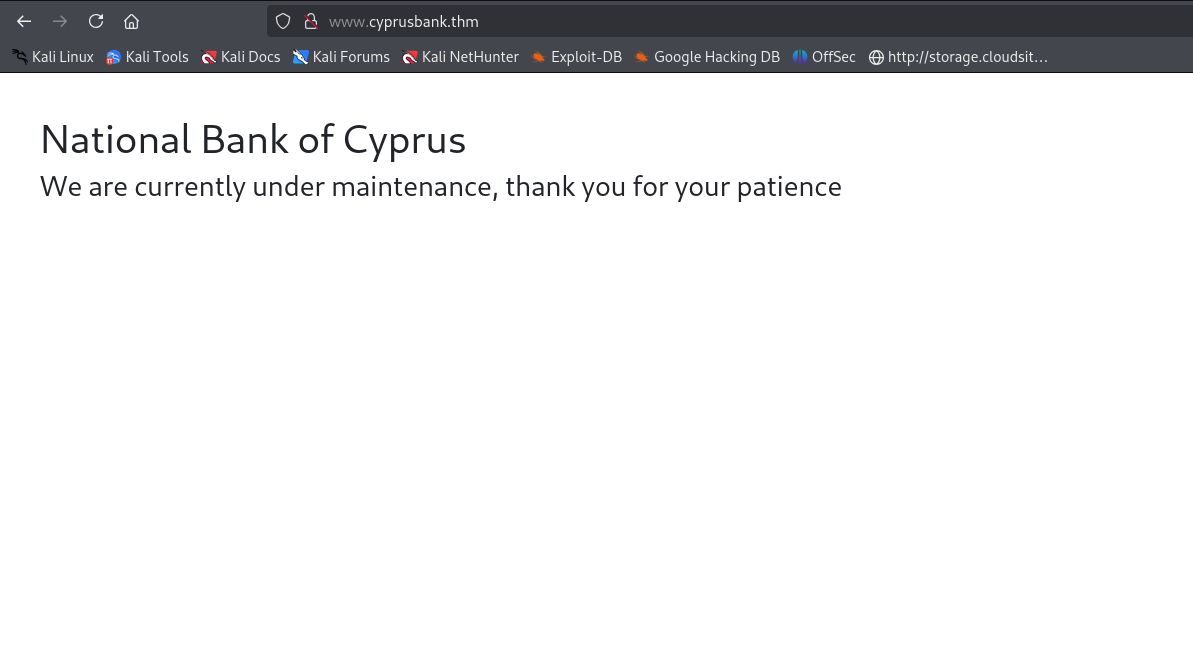 www.cyprusbank.thm
Kali Linux Kali Tools Kali Docs Kali Forums Kali NetHunter Exploit-DB Google Hacking DB OffSec http://storage.cloudsit…
National Bank of Cyprus
We are currently under maintenance, thank you for your patience